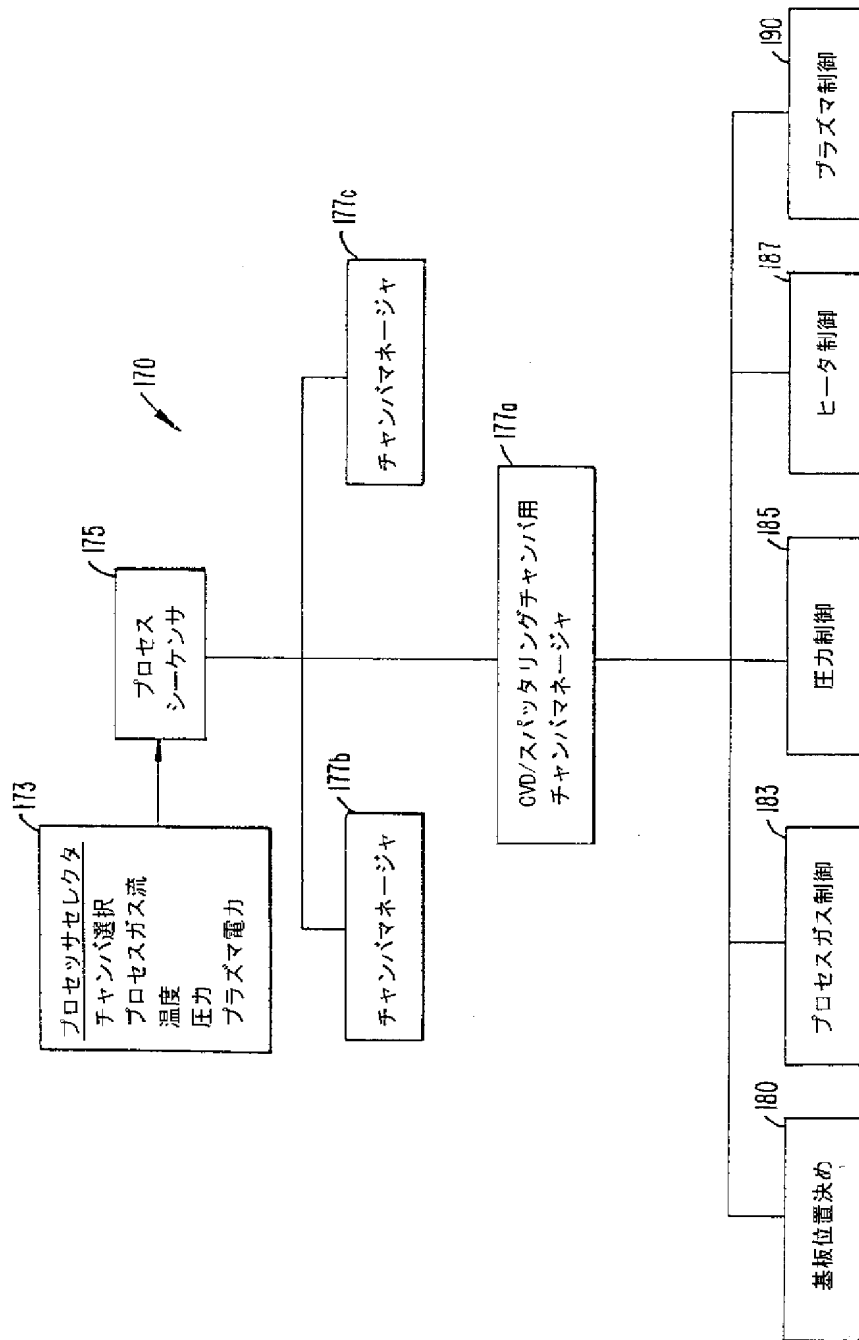 170
173
プロセッサセレクタ
チャンバ選択
プロセスガス流
温度
圧力
プラズマ電力
175
プロセス
シーケンサ
177b
チャンバマネージャ
177c
チャンバマネージャ
177a
CVD/スパッタリングチャンバ用
チャンバマネージャ
180
基板位置決め
183
プロセスガス制御
185
圧力制御
187
ヒータ制御
190
プラズマ制御